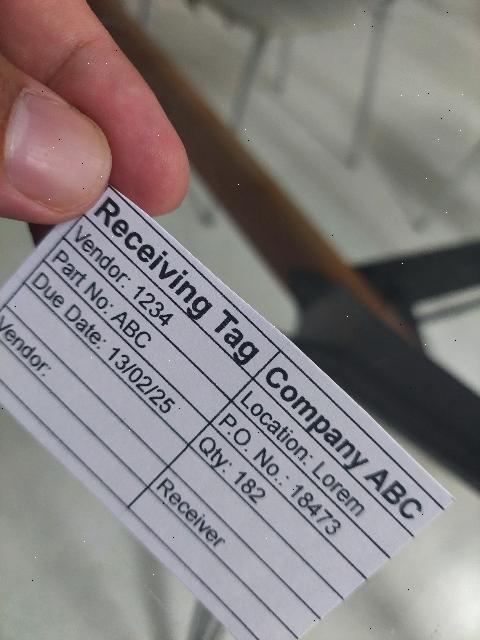 Receiving Tag Company ABC
Vendor: 1234 Location: Lorem
Part No: ABC P.O. No.: 18473
Due Date: 13/02/25 Qty: 182
Vendor: Receiver